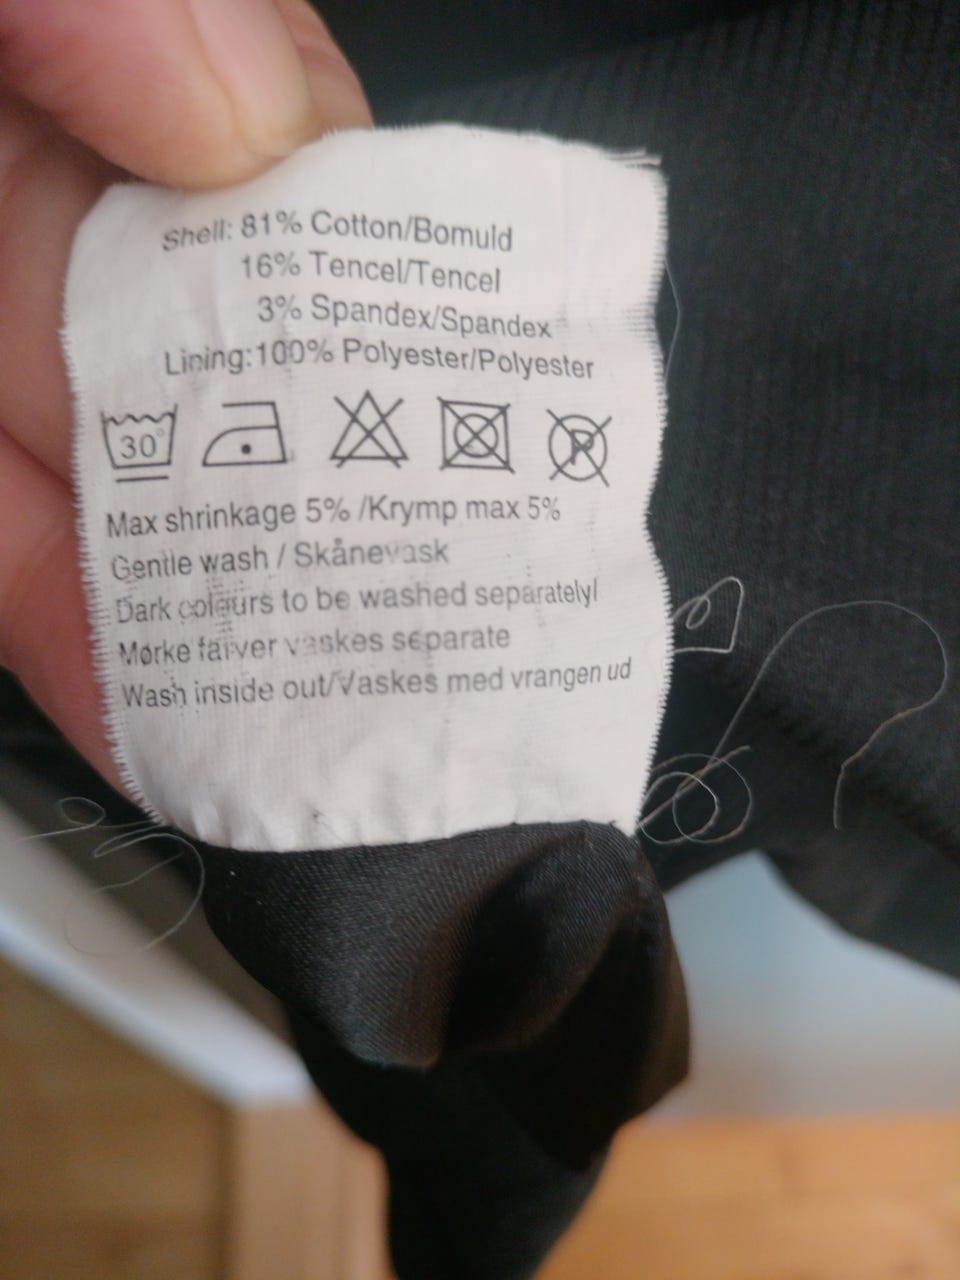 Shell: 81% Cotton/Bomuld
16% Tencel/Tencel
3% Spandex/Spandex
Lining:100% Polyester/Polyester
30° P
Max shrinkage 5% /Krymp max 5%
Gentle wash / Skånevask
Dark colours to be washed separatelyl
Mørke farver vaskes separate
Wash inside out/Vaskes med vrangen ud